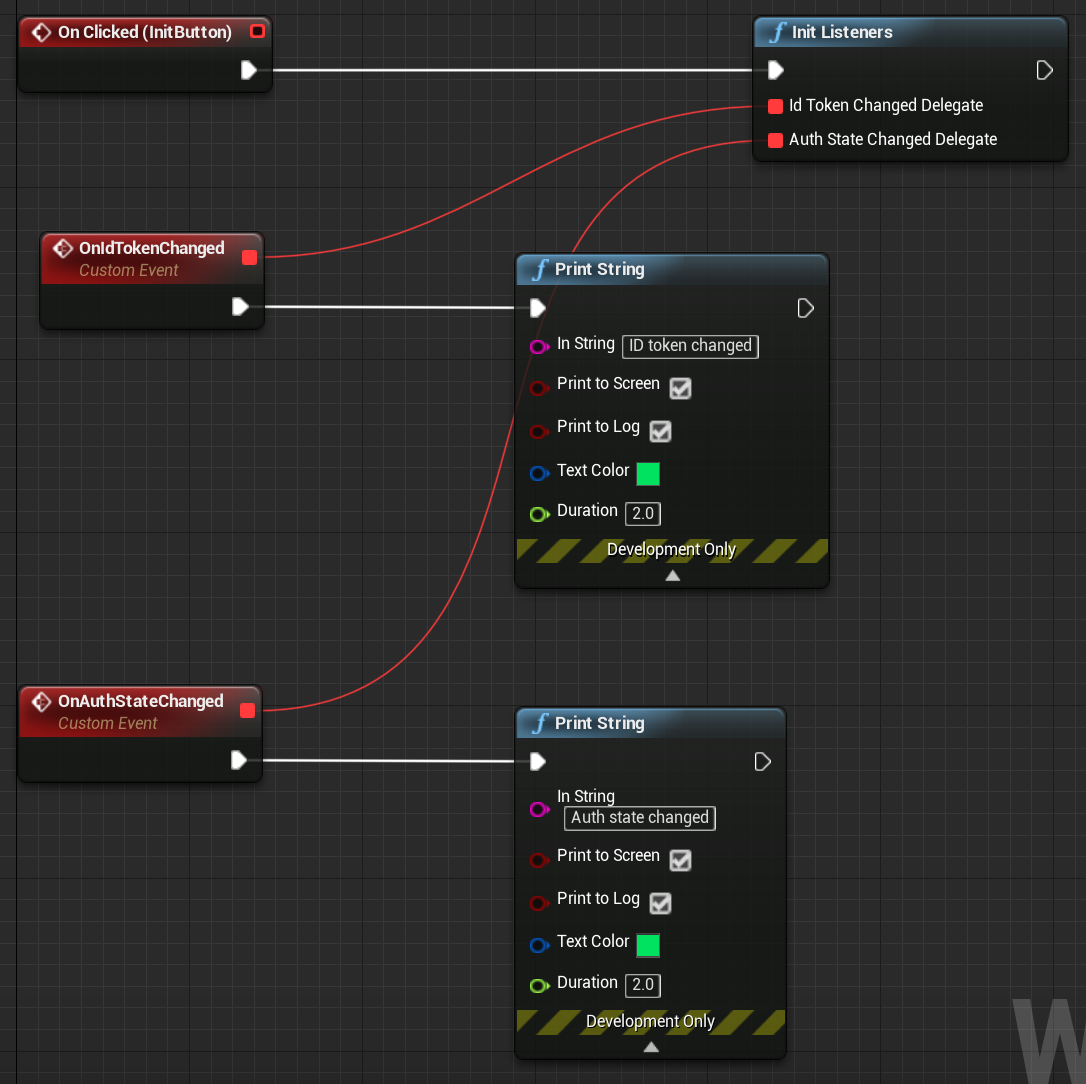 On Clicked (InitButton)
f Init Listeners
Id Token Changed Delegate
Auth State Changed Delegate
OnIdTokenChanged
Custom Event
f Print String
In String ID token changed
Print to Screen
Print to Log
Text Color
Duration 2.0
Development Only
OnAuthStateChanged
Custom Event
f Print String
In String
Auth state changed
Print to Screen
Print to Log
Text Color
Duration 2.0
Development Only
W